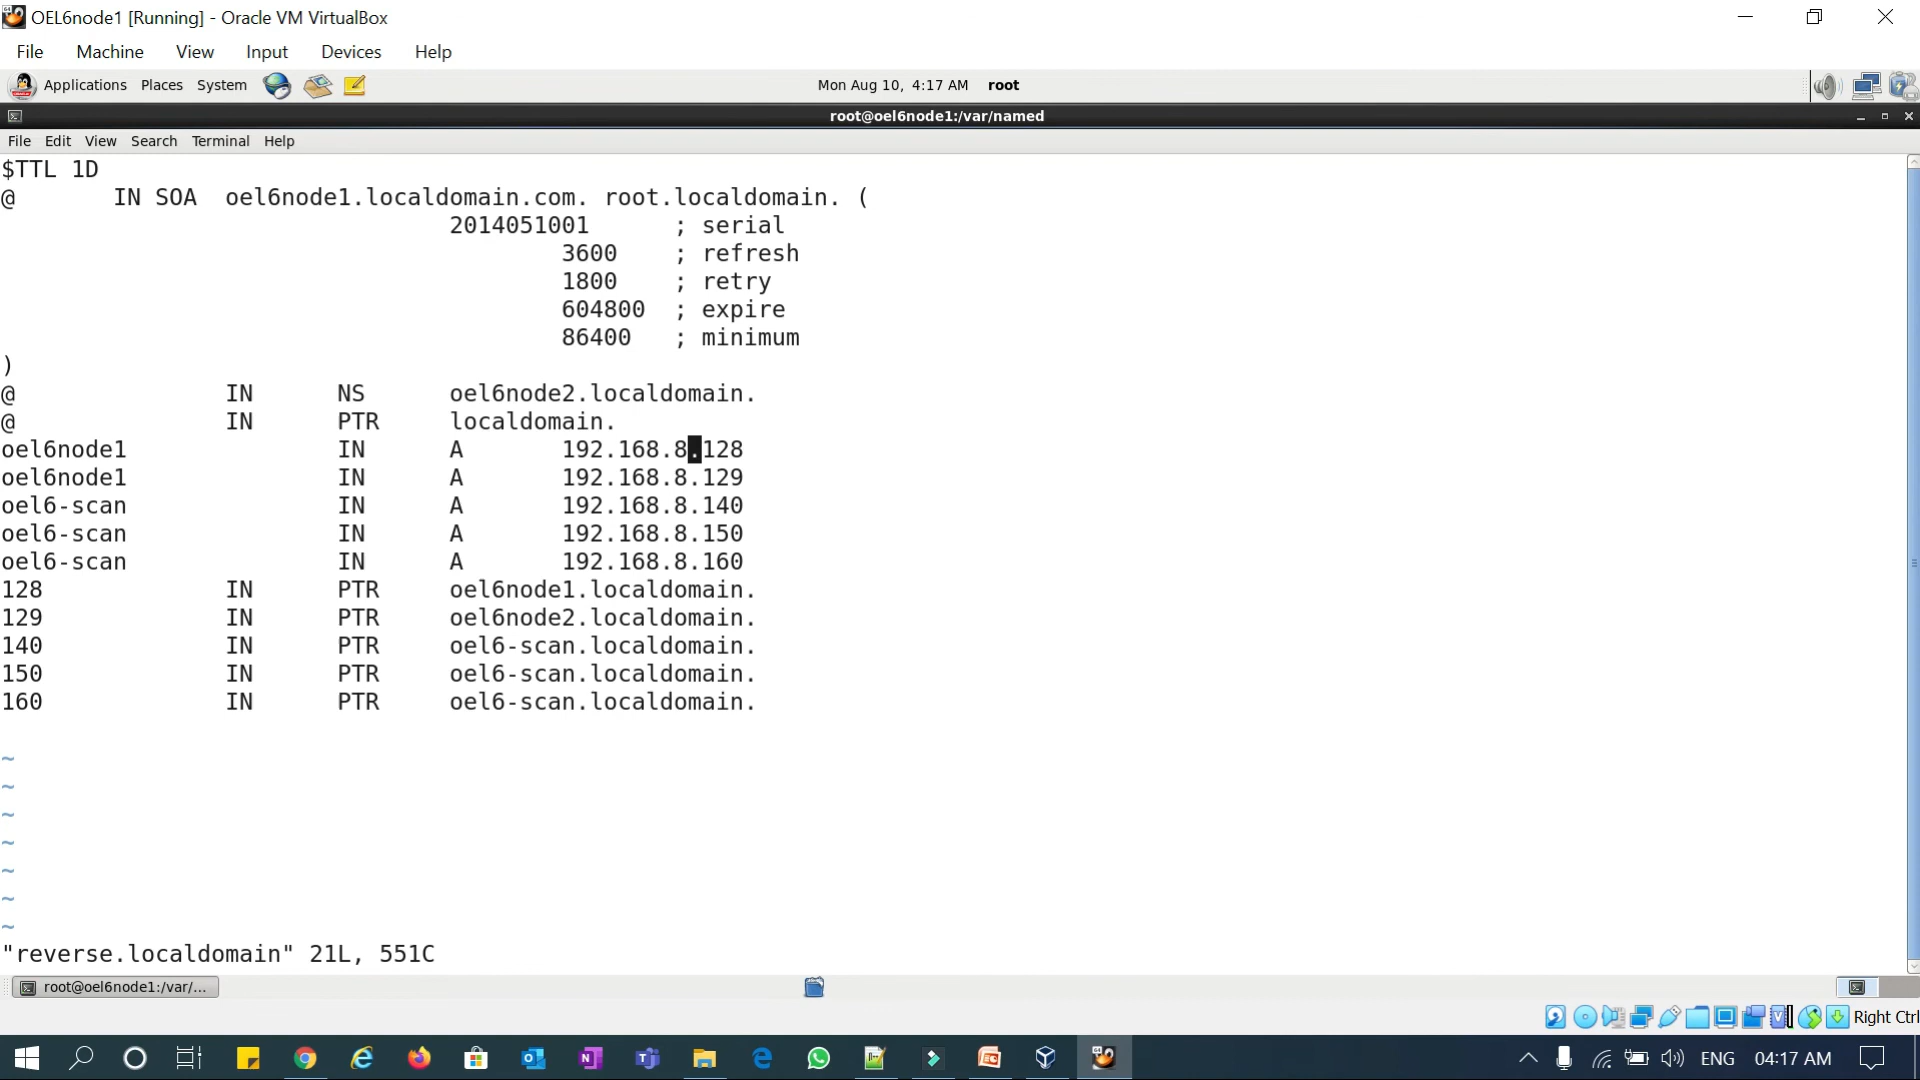 OEL6node1 [Running] - Oracle VM VirtualBox
File Machine View Input Devices Help
Applications Places System Mon Aug 10, 4:17 AM root
root@oel6node1:/var/named
File Edit View Search Terminal Help
$TTL 1D
@ IN SOA oel6node1.localdomain.com. root.localdomain. (
2014051001 ; serial
3600 ; refresh
1800 ; retry
604800 ; expire
86400 ; minimum
)
@ IN NS oel6node2.localdomain.
@ IN PTR localdomain.
oel6node1 IN A 192.168.8.128
oel6node1 IN A 192.168.8.129
oel6-scan IN A 192.168.8.140
oel6-scan IN A 192.168.8.150
oel6-scan IN A 192.168.8.160
128 IN PTR oel6node1.localdomain.
129 IN PTR oel6node2.localdomain.
140 IN PTR oel6-scan.localdomain.
150 IN PTR oel6-scan.localdomain.
160 IN PTR oel6-scan.localdomain.
~
~
~
~
~
~
~
"reverse.localdomain" 21L, 551C
root@oel6node1:/var/...
Right Ctrl
ENG 04:17 AM